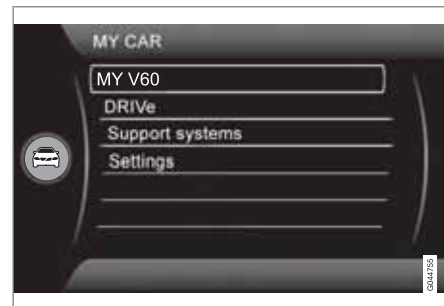 MY CAR
MY V60
DRIVe
Support systems
Settings
G044755